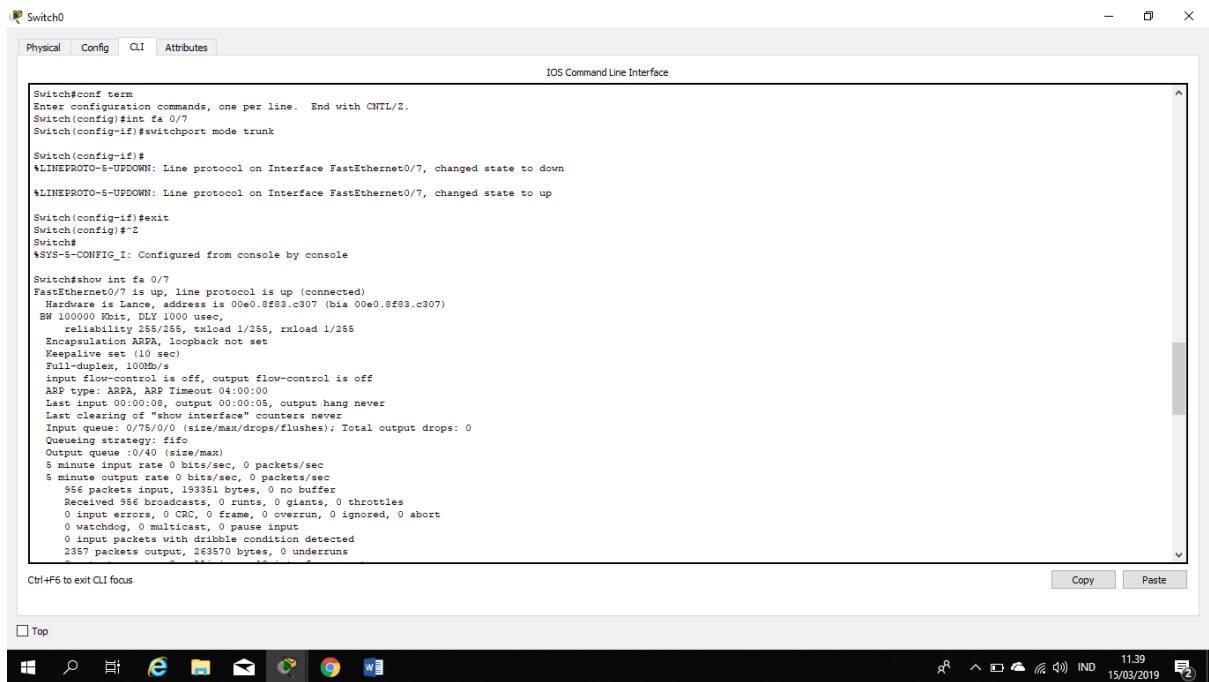 Switch0
Physical Config CLI Attributes
IOS Command Line Interface
Switch#conf term
Enter configuration commands, one per line. End with CNTL/Z.
Switch(config)#int fa 0/7
Switch(config-if)#switchport mode trunk
Switch(config-if)#
%LINEPROTO-5-UPDOWN: Line protocol on Interface FastEthernet0/7, changed state to down
%LINEPROTO-5-UPDOWN: Line protocol on Interface FastEthernet0/7, changed state to up
Switch(config-if)#exit
Switch(config)#^Z
Switch#
%SYS-5-CONFIG_I: Configured from console by console
Switch#show int fa 0/7
FastEthernet0/7 is up, line protocol is up (connected)
Hardware is Lance, address is 00e0.8f83.c307 (bia 00e0.8f83.c307)
BW 100000 Kbit, DLY 1000 usec,
reliability 255/255, txload 1/255, rxload 1/255
Encapsulation ARPA, loopback not set
Keepalive set (10 sec)
Full-duplex, 100Mb/s
input flow-control is off, output flow-control is off
ARP type: ARPA, ARP Timeout 04:00:00
Last input 00:00:08, output 00:00:05, output hang never
Last clearing of "show interface" counters never
Input queue: 0/75/0/0 (size/max/drops/flushes); Total output drops: 0
Queueing strategy: fifo
Output queue :0/40 (size/max)
5 minute input rate 0 bits/sec, 0 packets/sec
5 minute output rate 0 bits/sec, 0 packets/sec
956 packets input, 193351 bytes, 0 no buffer
Received 956 broadcasts, 0 runts, 0 giants, 0 throttles
0 input errors, 0 CRC, 0 frame, 0 overrun, 0 ignored, 0 abort
0 watchdog, 0 multicast, 0 pause input
0 input packets with dribble condition detected
2357 packets output, 263570 bytes, 0 underruns
Ctrl+F6 to exit CLI focus
Copy Paste
Top
IND
11.39
15/03/2019
2